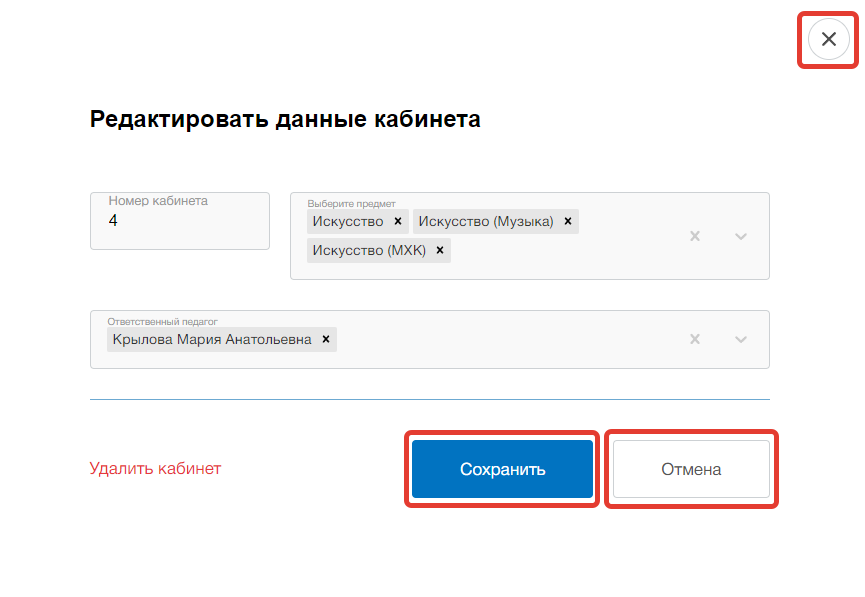 Редактировать данные кабинета
Номер кабинета
4
Выберите предмет
Искусство × Искусство (Музыка) ×
Искусство (МХК) ×
Ответственный педагог
Крылова Мария Анатольевна ×
Удалить кабинет
Сохранить
Отмена